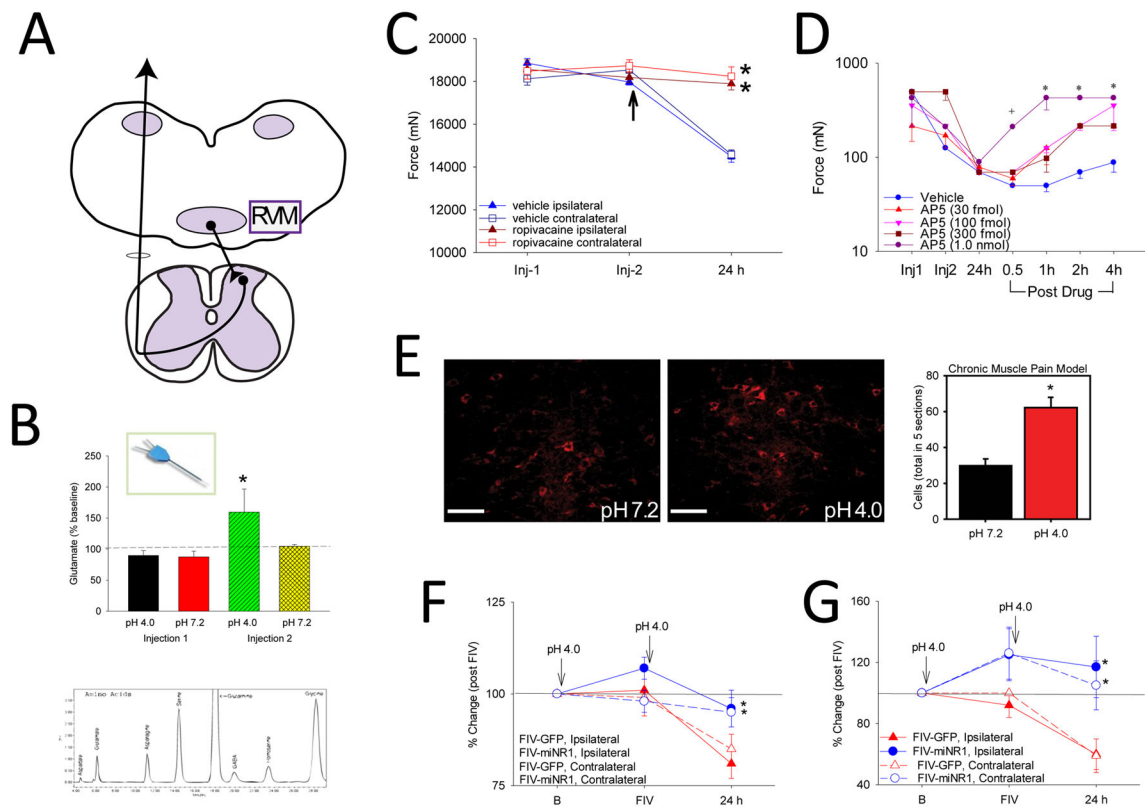 A
RVM
B
*
Glutamate (% baseline)
250
200
150
100
50
0
pH 4.0
pH 7.2
pH 4.0
pH 7.2
Injection 1
Injection 2
Amino Acids
Aspartate
Glutamate
Asparagine
Serine
Glutamine
GABA
Glycine
C
Force (mN)
20000
18000
16000
14000
12000
10000
*
*
vehicle ipsilateral
vehicle contralateral
ropivacaine ipsilateral
ropivacaine contralateral
Inj-1
Inj-2
24 h
D
Force (mN)
1000
100
10
+
*
*
*
Vehicle
AP5 (30 fmol)
AP5 (100 fmol)
AP5 (300 fmol)
AP5 (1.0 nmol)
Inj1
Inj2
24h
0.5
1h
2h
4h
Post Drug
E
pH 7.2
pH 4.0
Chronic Muscle Pain Model
Cells (total in 5 sections)
80
60
40
20
0
*
pH 7.2
pH 4.0
F
% Change (post FIV)
125
100
75
pH 4.0
pH 4.0
*
*
FIV-GFP, Ipsilateral
FIV-miNR1, Ipsilateral
FIV-GFP, Contralateral
FIV-miNR1, Contralateral
B
FIV
24 h
G
% Change (post FIV)
160
140
120
100
80
60
40
pH 4.0
pH 4.0
*
*
FIV-GFP, Ipsilateral
FIV-miNR1, Ipsilateral
FIV-GFP, Contralateral
FIV-miNR1, Contralateral
B
FIV
24 h